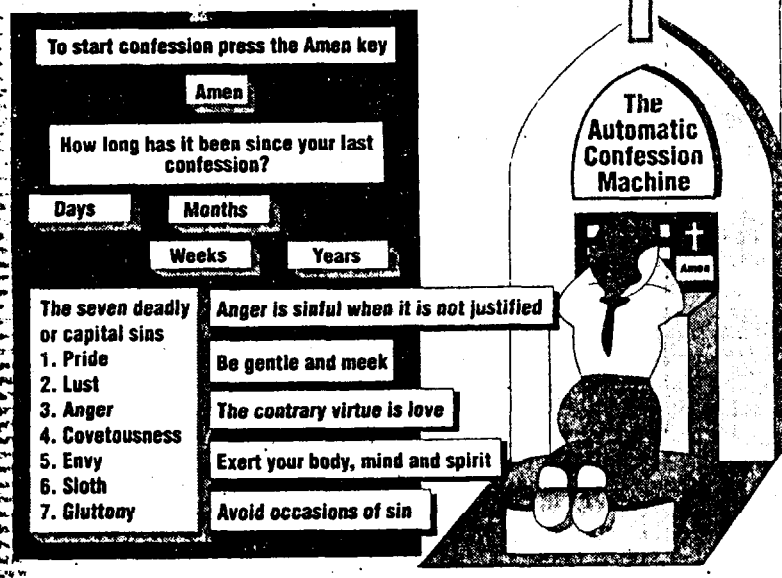 To start confession press the Amen key
Amen
How long has it been since your last
confession?
Days
Months
Weeks
Years
The seven deadly
or capital sins
1. Pride
2. Lust
3. Anger
4. Covetousness
5. Envy
6. Sloth
7. Gluttony
Anger is sinful when it is not justified
Be gentle and meek
The contrary virtue is love
Exert your body, mind and spirit
Avoid occasions of sin
The
Automatic
Confession
Machine
Amen